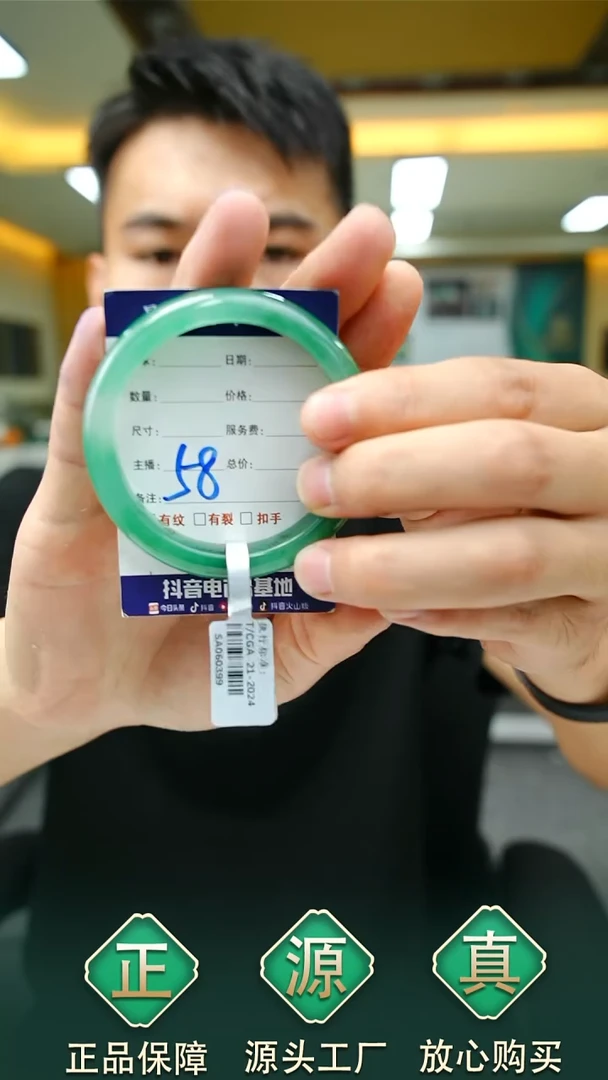 日期:
数量: 价格:
尺寸: 服务费:
主播: 58 总价:
备注:
有纹 □有裂 □扣手
抖音电商基地
今日头条 抖音 抖音火山版
执行标准:
T/CGA 21-2024
SA060399
正 源 真
正品保障 源头工厂 放心购买